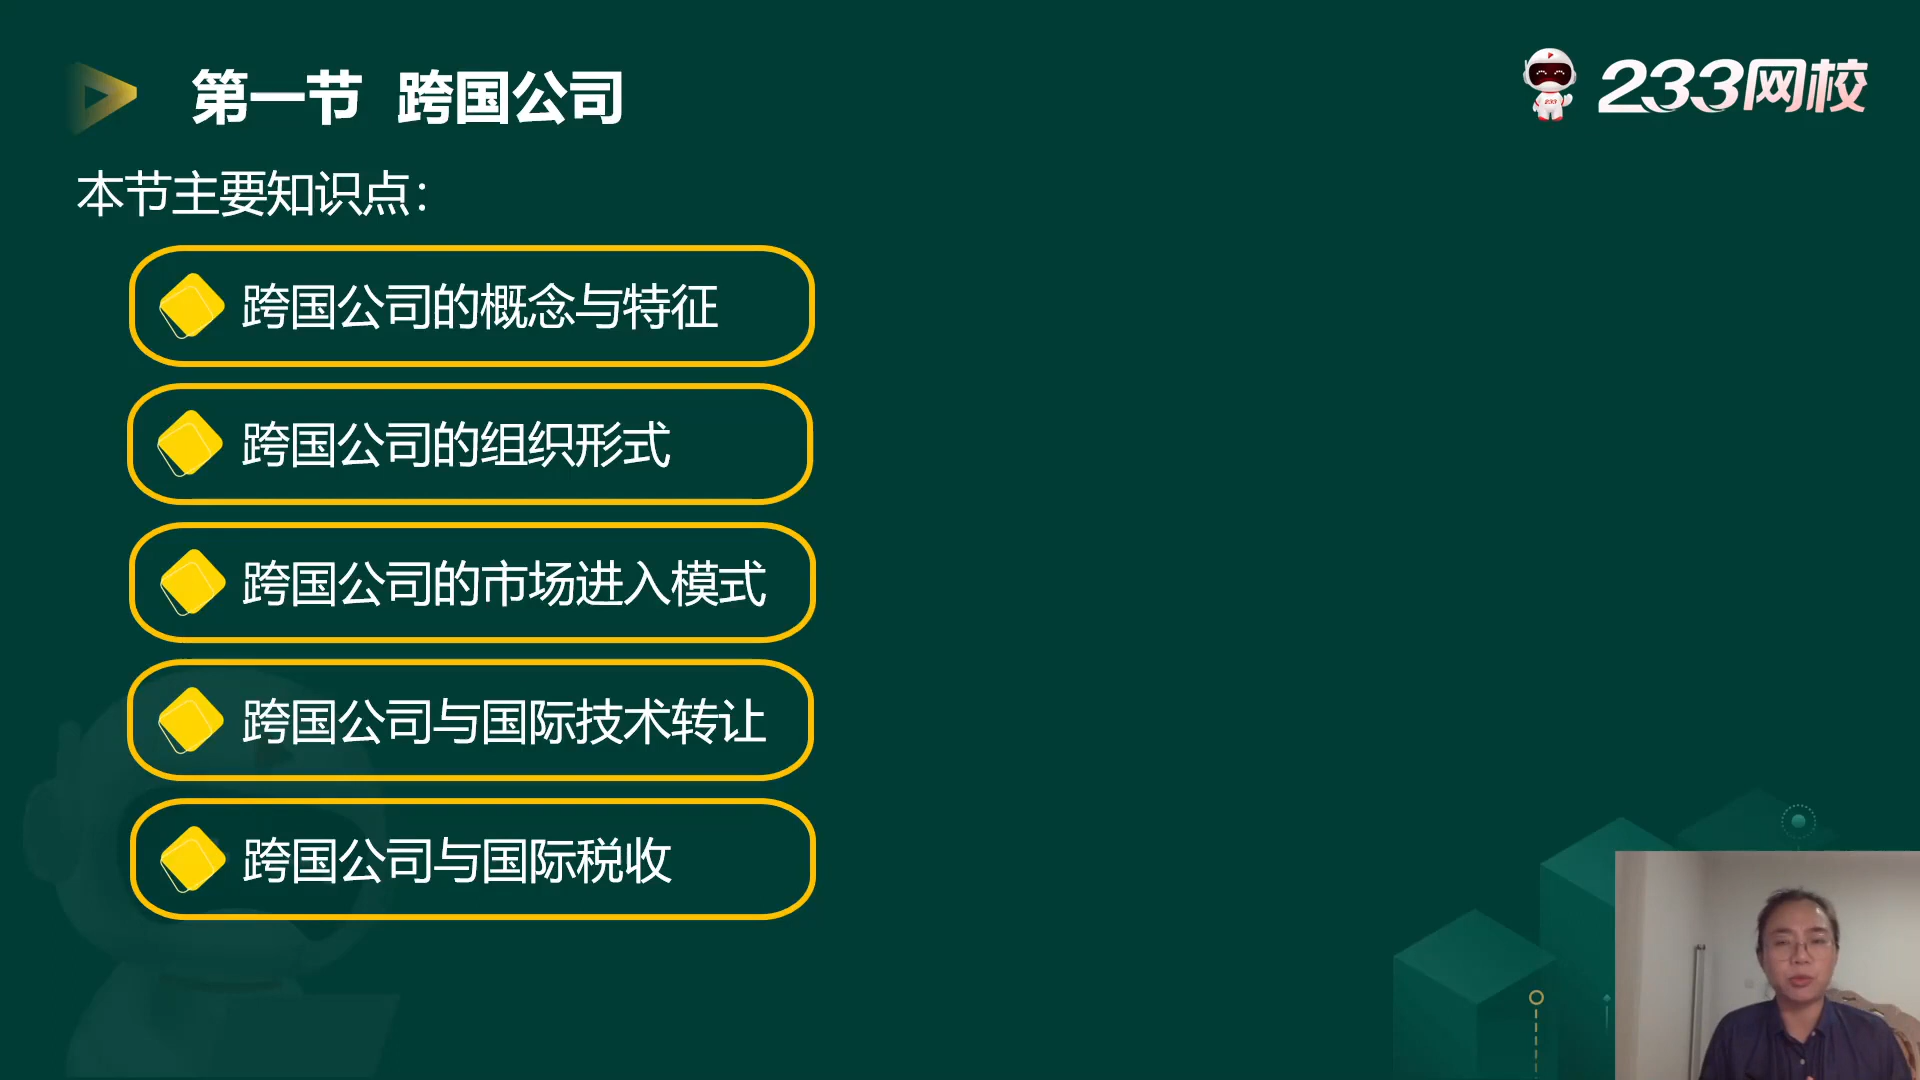 第一节 跨国公司
233网校
本节主要知识点：
跨国公司的概念与特征
跨国公司的组织形式
跨国公司的市场进入模式
跨国公司与国际技术转让
跨国公司与国际税收